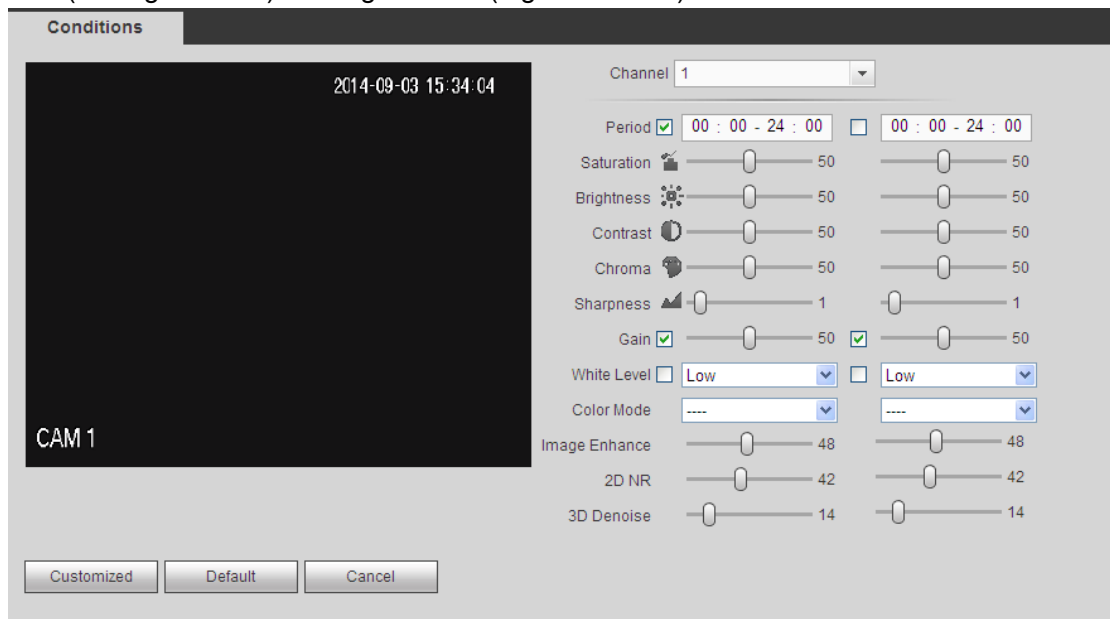 Conditions
2014-09-03 15:34:04
CAM 1
Channel 1
Period 00 : 00 - 24 : 00 00 : 00 - 24 : 00
Saturation 50 50
Brightness 50 50
Contrast 50 50
Chroma 50 50
Sharpness 1 1
Gain 50 50
White Level Low Low
Color Mode ---- ----
Image Enhance 48 48
2D NR 42 42
3D Denoise 14 14
Customized Default Cancel